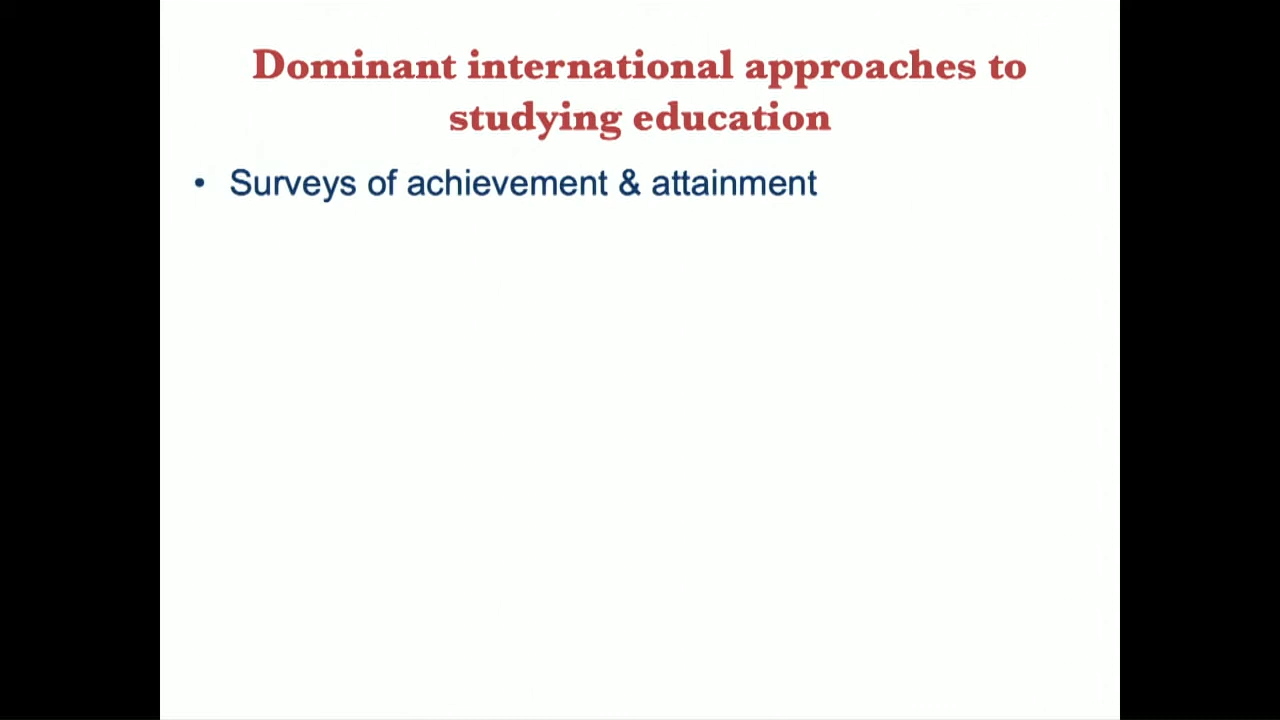 Dominant international approaches to
studying education
• Surveys of achievement & attainment